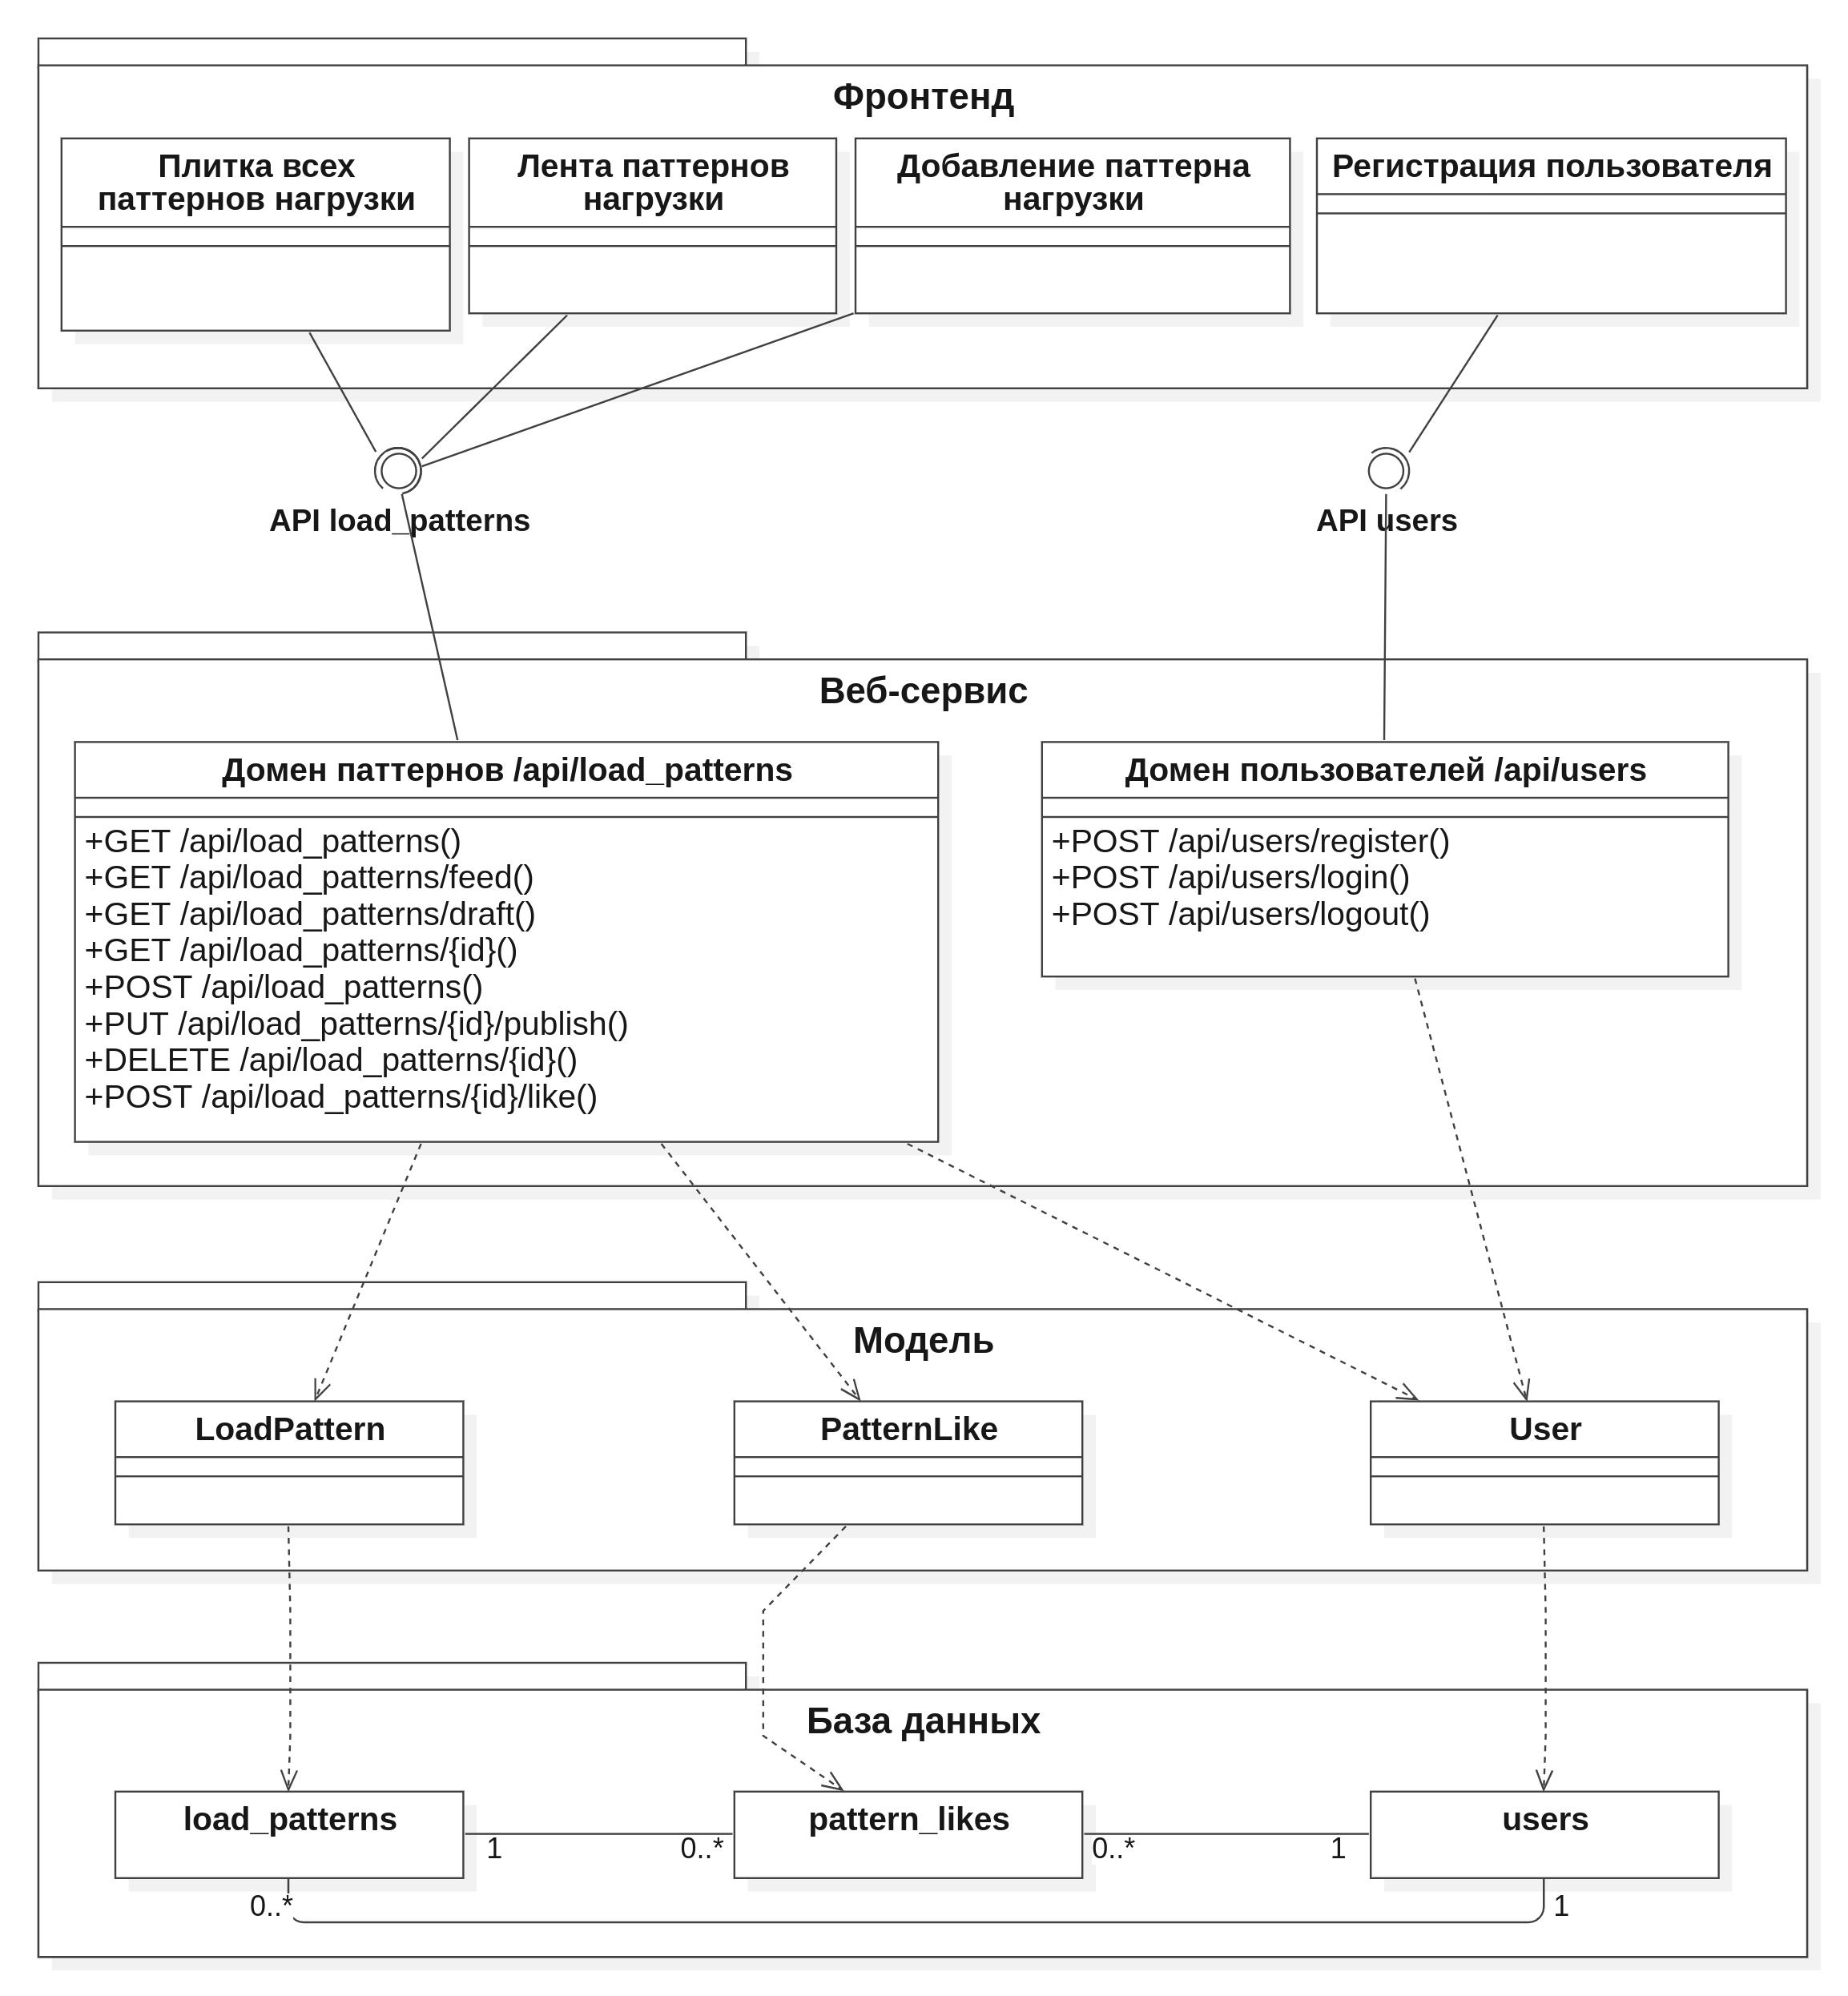 Фронтенд
Плитка всех
паттернов нагрузки
Лента паттернов
нагрузки
Добавление паттерна
нагрузки
Регистрация пользователя
API load_patterns
API users
Веб-сервис
Домен паттернов /api/load_patterns
+GET /api/load_patterns()
+GET /api/load_patterns/feed()
+GET /api/load_patterns/draft()
+GET /api/load_patterns/{id}()
+POST /api/load_patterns()
+PUT /api/load_patterns/{id}/publish()
+DELETE /api/load_patterns/{id}()
+POST /api/load_patterns/{id}/like()
Домен пользователей /api/users
+POST /api/users/register()
+POST /api/users/login()
+POST /api/users/logout()
Модель
LoadPattern
PatternLike
User
База данных
load_patterns
pattern_likes
users
1
0..*
0..*
1
0..*
1